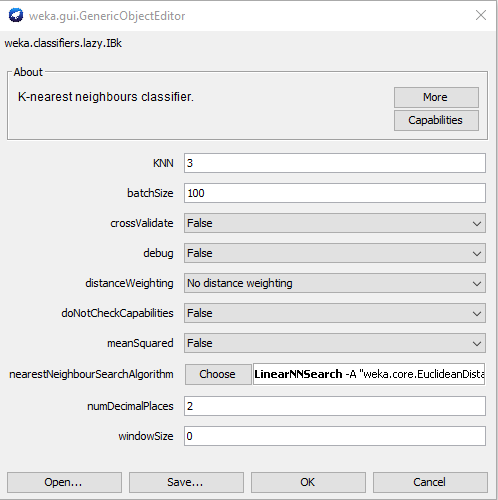 weka.gui.GenericObjectEditor
weka.classifiers.lazy.IBk
About
K-nearest neighbours classifier.
More
Capabilities
KNN 3
batchSize 100
crossValidate False
debug False
distanceWeighting No distance weighting
doNotCheckCapabilities False
meanSquared False
nearestNeighbourSearchAlgorithm Choose LinearNNSearch -A "weka.core.EuclideanDista
numDecimalPlaces 2
windowSize 0
Open... Save... OK Cancel